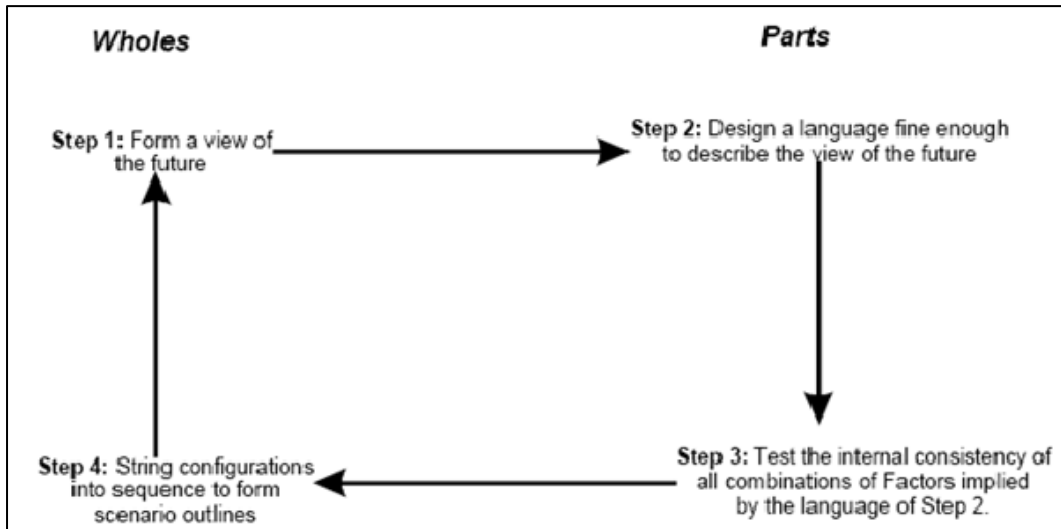 Wholes
Parts
Step 1: Form a view of
the future
Step 2: Design a language fine enough
to describe the view of the future
Step 4: String configurations
into sequence to form
scenario outlines
Step 3: Test the internal consistency of
all combinations of Factors implied
by the language of Step 2.